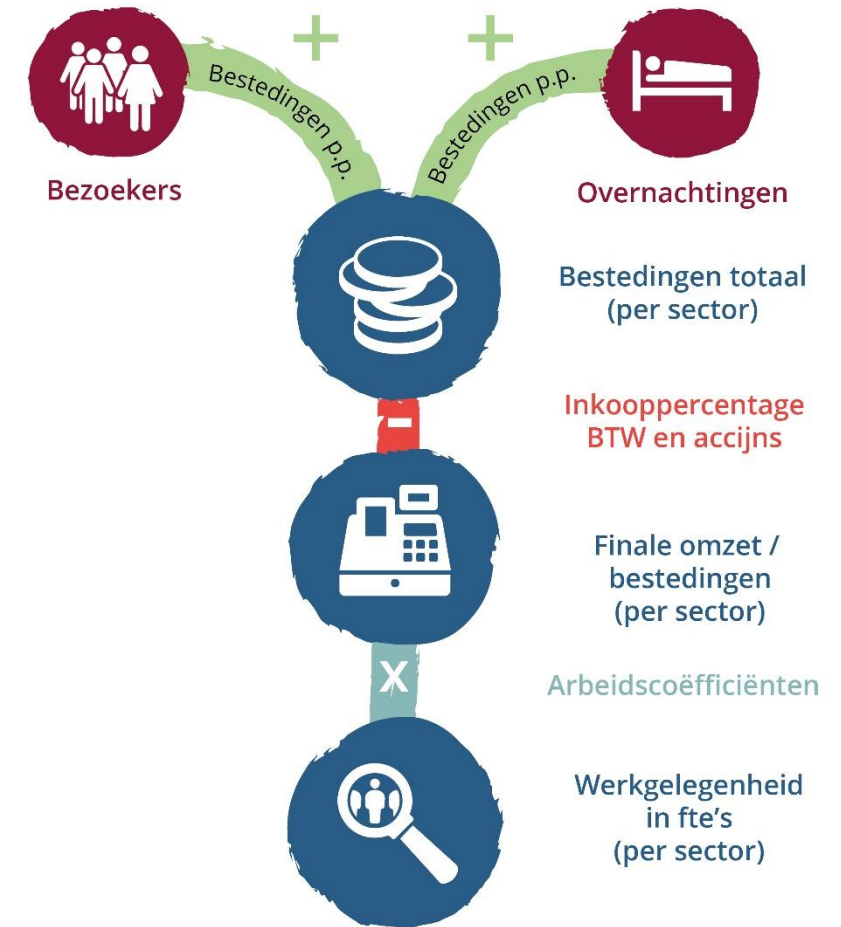 + +
Bestedingen p.p.
Bestedingen p.p.
Bezoekers
Overnachtingen
Bestedingen totaal
(per sector)
-
Inkooppercentage
BTW en accijns
Finale omzet /
bestedingen
(per sector)
X
Arbeidscoëfficiënten
Werkgelegenheid
in fte's
(per sector)